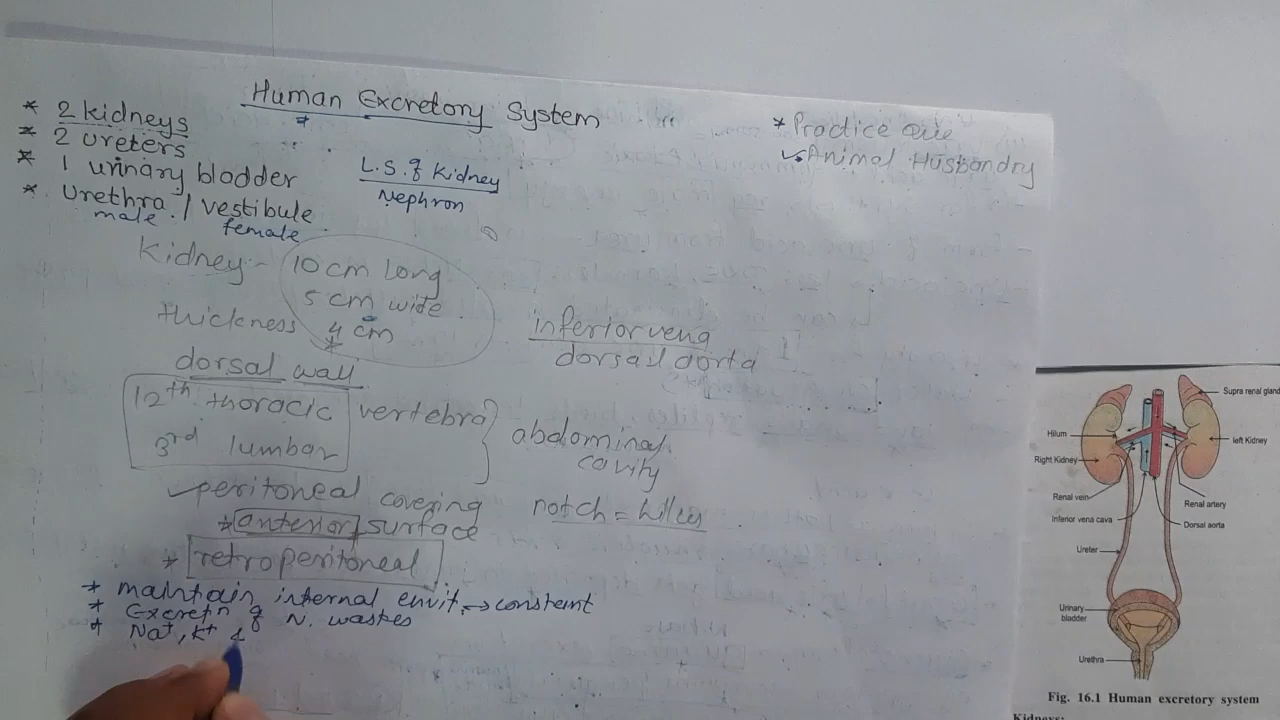 Human Excretory System
* 2 kidneys
* 2 ureters
* 1 urinary bladder
* Urethra / vestibule
male female
L.S. of Kidney
Nephron
* Practice Que
Animal Husbandry
Kidney - 10 cm long
5 cm wide
thickness 4 cm
dorsal wall
12th thoracic vertebra
3rd lumbar
abdominal
cavity
inferior vena
dorsal aorta
peritoneal covering
* anterior surface
* retroperitoneal
notch = hilus
* maintain internal envit. → constant
* Excretn of N. wastes
* Na+, K+ &
Supra renal gland
Hilum
left Kidney
Right Kidney
Renal vein
Renal artery
Inferior vena cava
Dorsal aorta
Ureter
Urinary
bladder
Urethra
Fig. 16.1 Human excretory system
Kidneys: